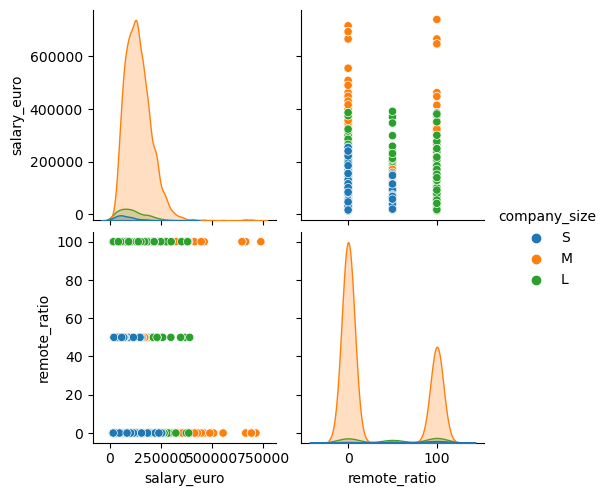 salary_euro
600000
400000
200000
0
company_size
S
M
L
remote_ratio
100
80
60
40
20
0
0 250000 500000 750000
0 100
salary_euro
remote_ratio